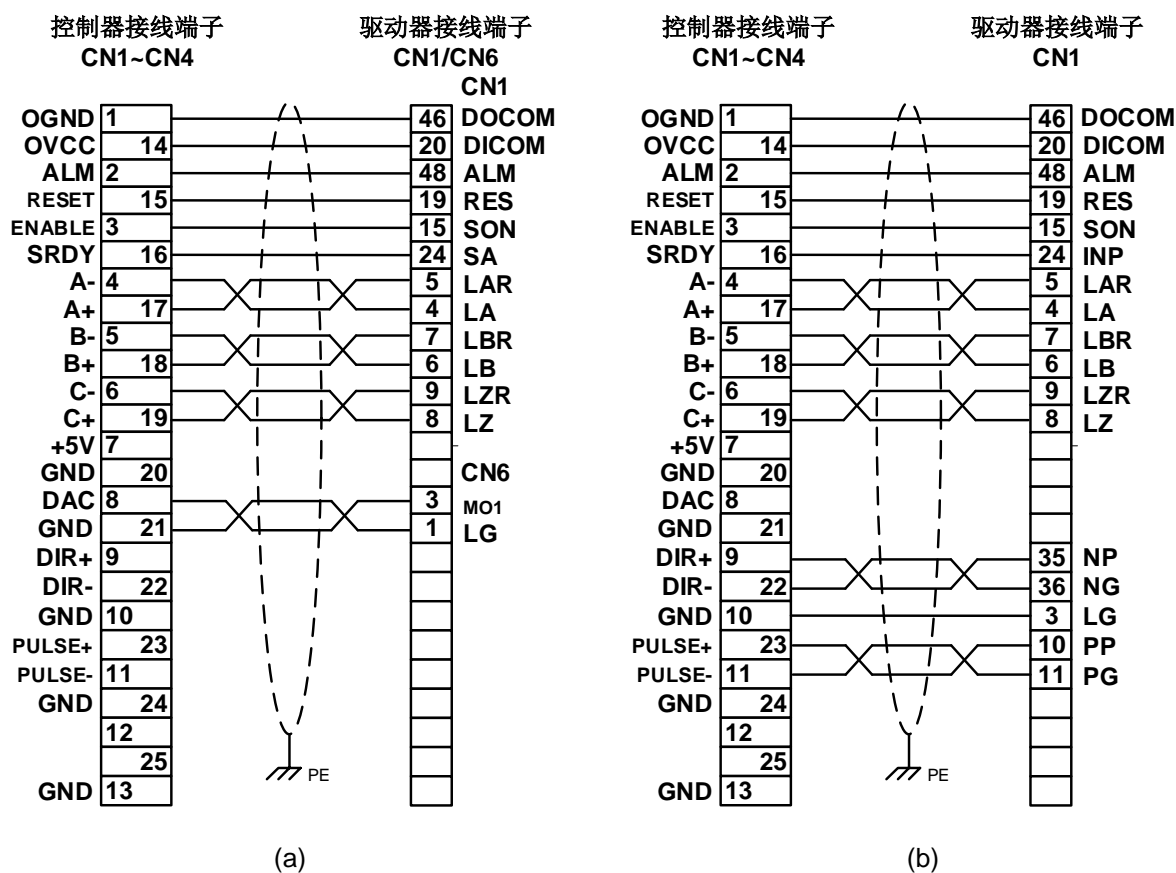 控制器接线端子 驱动器接线端子 控制器接线端子 驱动器接线端子
CN1~CN4 CN1/CN6 CN1~CN4 CN1
CN1
OGND 1 46 DOCOM OGND 1 46 DOCOM
OVCC 14 20 DICOM OVCC 14 20 DICOM
ALM 2 48 ALM ALM 2 48 ALM
RESET 15 19 RES RESET 15 19 RES
ENABLE 3 15 SON ENABLE 3 15 SON
SRDY 16 24 SA SRDY 16 24 INP
A- 4 5 LAR A- 4 5 LAR
A+ 17 4 LA A+ 17 4 LA
B- 5 7 LBR B- 5 7 LBR
B+ 18 6 LB B+ 18 6 LB
C- 6 9 LZR C- 6 9 LZR
C+ 19 8 LZ C+ 19 8 LZ
+5V 7 +5V 7
GND 20 CN6 GND 20
DAC 8 3 MO1 DAC 8
GND 21 1 LG GND 21
DIR+ 9 DIR+ 9 35 NP
DIR- 22 DIR- 22 36 NG
GND 10 GND 10 3 LG
PULSE+ 23 PULSE+ 23 10 PP
PULSE- 11 PULSE- 11 11 PG
GND 24 GND 24
12 12
25 PE 25 PE
GND 13 GND 13
(a) (b)